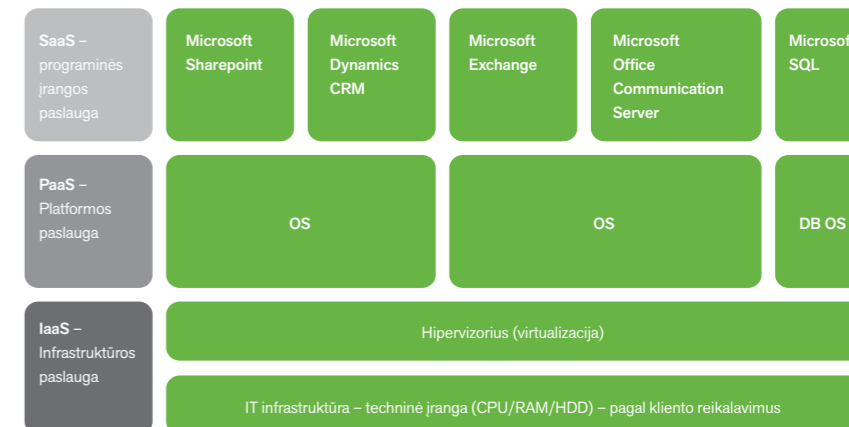 SaaS –
programinės
įrangos
paslauga
Microsoft
Sharepoint
Microsoft
Dynamics
CRM
Microsoft
Exchange
Microsoft
Office
Communication
Server
Microsof
SQL
PaaS –
Platformos
paslauga
OS
OS
DB OS
IaaS –
Infrastruktūros
paslauga
Hipervizorius (virtualizacija)
IT infrastruktūra – techninė įranga (CPU/RAM/HDD) – pagal kliento reikalavimus